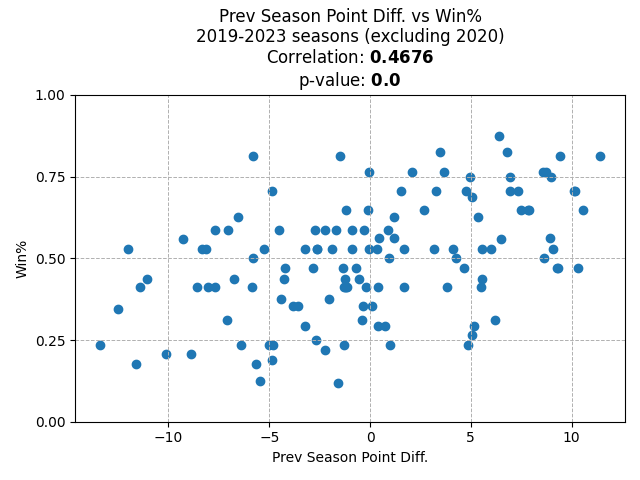 Prev Season Point Diff. vs Win%
2019-2023 seasons (excluding 2020)
Correlation: 0.4676
p-value: 0.0
1.00
0.75
0.50
0.25
0.00
Win%
−10
−5
0
5
10
Prev Season Point Diff.